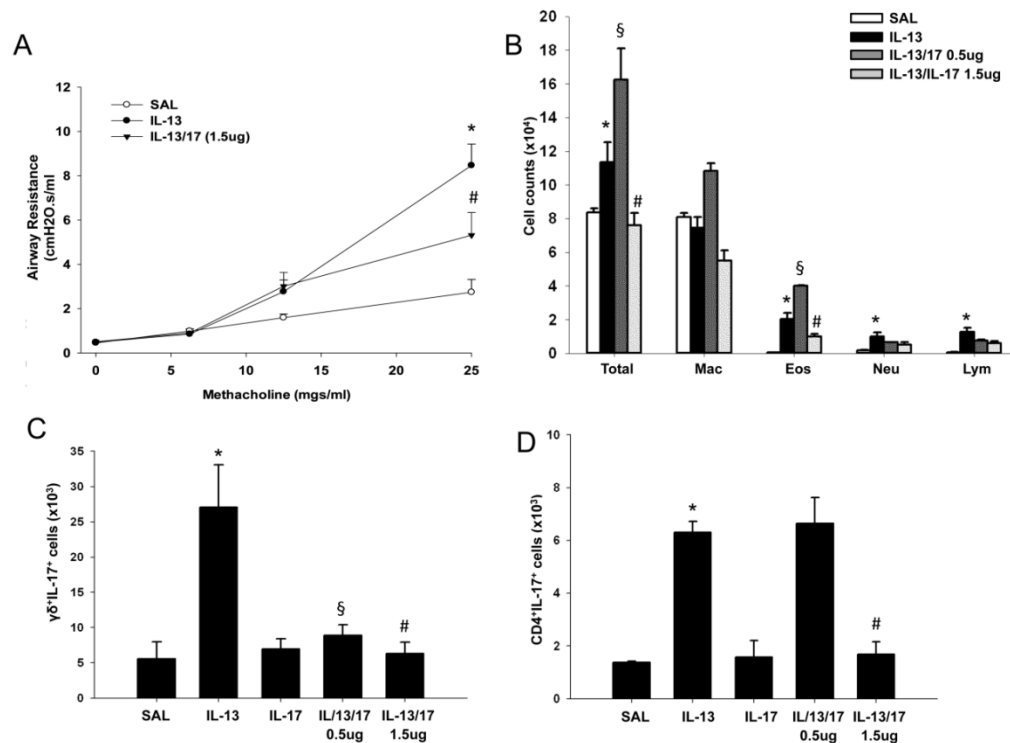 A
12
10
8
6
4
2
0
Airway Resistance
(cmH2O.s/ml
SAL
IL-13
IL-13/17 (1.5ug)
*
#
0
5
10
15
20
25
Methacholine (mgs/ml)
B
20
18
16
14
12
10
8
6
4
2
0
Cell counts (x10⁴)
SAL
IL-13
IL-13/17 0.5ug
IL-13/IL-17 1.5ug
*
§
#
*
§
#
*
*
Total
Mac
Eos
Neu
Lym
C
35
30
25
20
15
10
5
0
γδ⁺IL-17⁺ cells (x10³)
*
§
#
SAL
IL-13
IL-17
IL/13/17
0.5ug
IL-13/17
1.5ug
D
10
8
6
4
2
0
CD4⁺IL-17⁺ cells (x10³)
*
#
SAL
IL-13
IL-17
IL/13/17
0.5ug
IL-13/17
1.5ug